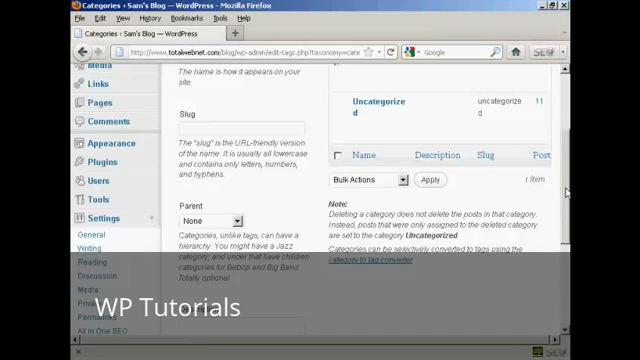 Categories ‹ Sam's Blog — WordPress - Mozilla Firefox
File Edit View History Bookmarks Tools Help
Categories ‹ Sam's Blog — WordPress
http://www.totalwebnet.com/blog/wp-admin/edit-tags.php?taxonomy=cate
Google
SEO
Media
Links
Pages
Comments
Appearance
Plugins
Users
Tools
Settings
General
Writing
Reading
Discussion
Media
Permalinks
All in One SEO
The name is how it appears on your
site.
Slug
The "slug" is the URL-friendly version
of the name. It is usually all lowercase
and contains only letters, numbers,
and hyphens.
Parent
None
Categories, unlike tags, can have a
hierarchy. You might have a Jazz
category, and under that have children
categories for Bebop and Big Band.
Totally optional.
Uncategorize
d
uncategorize
d
11
Name Description Slug Post
Bulk Actions Apply 1 item
Note:
Deleting a category does not delete the posts in that category.
Instead, posts that were only assigned to the deleted category
are set to the category Uncategorized.
Categories can be selectively converted to tags using the
category to tag converter
WP Tutorials
SEO